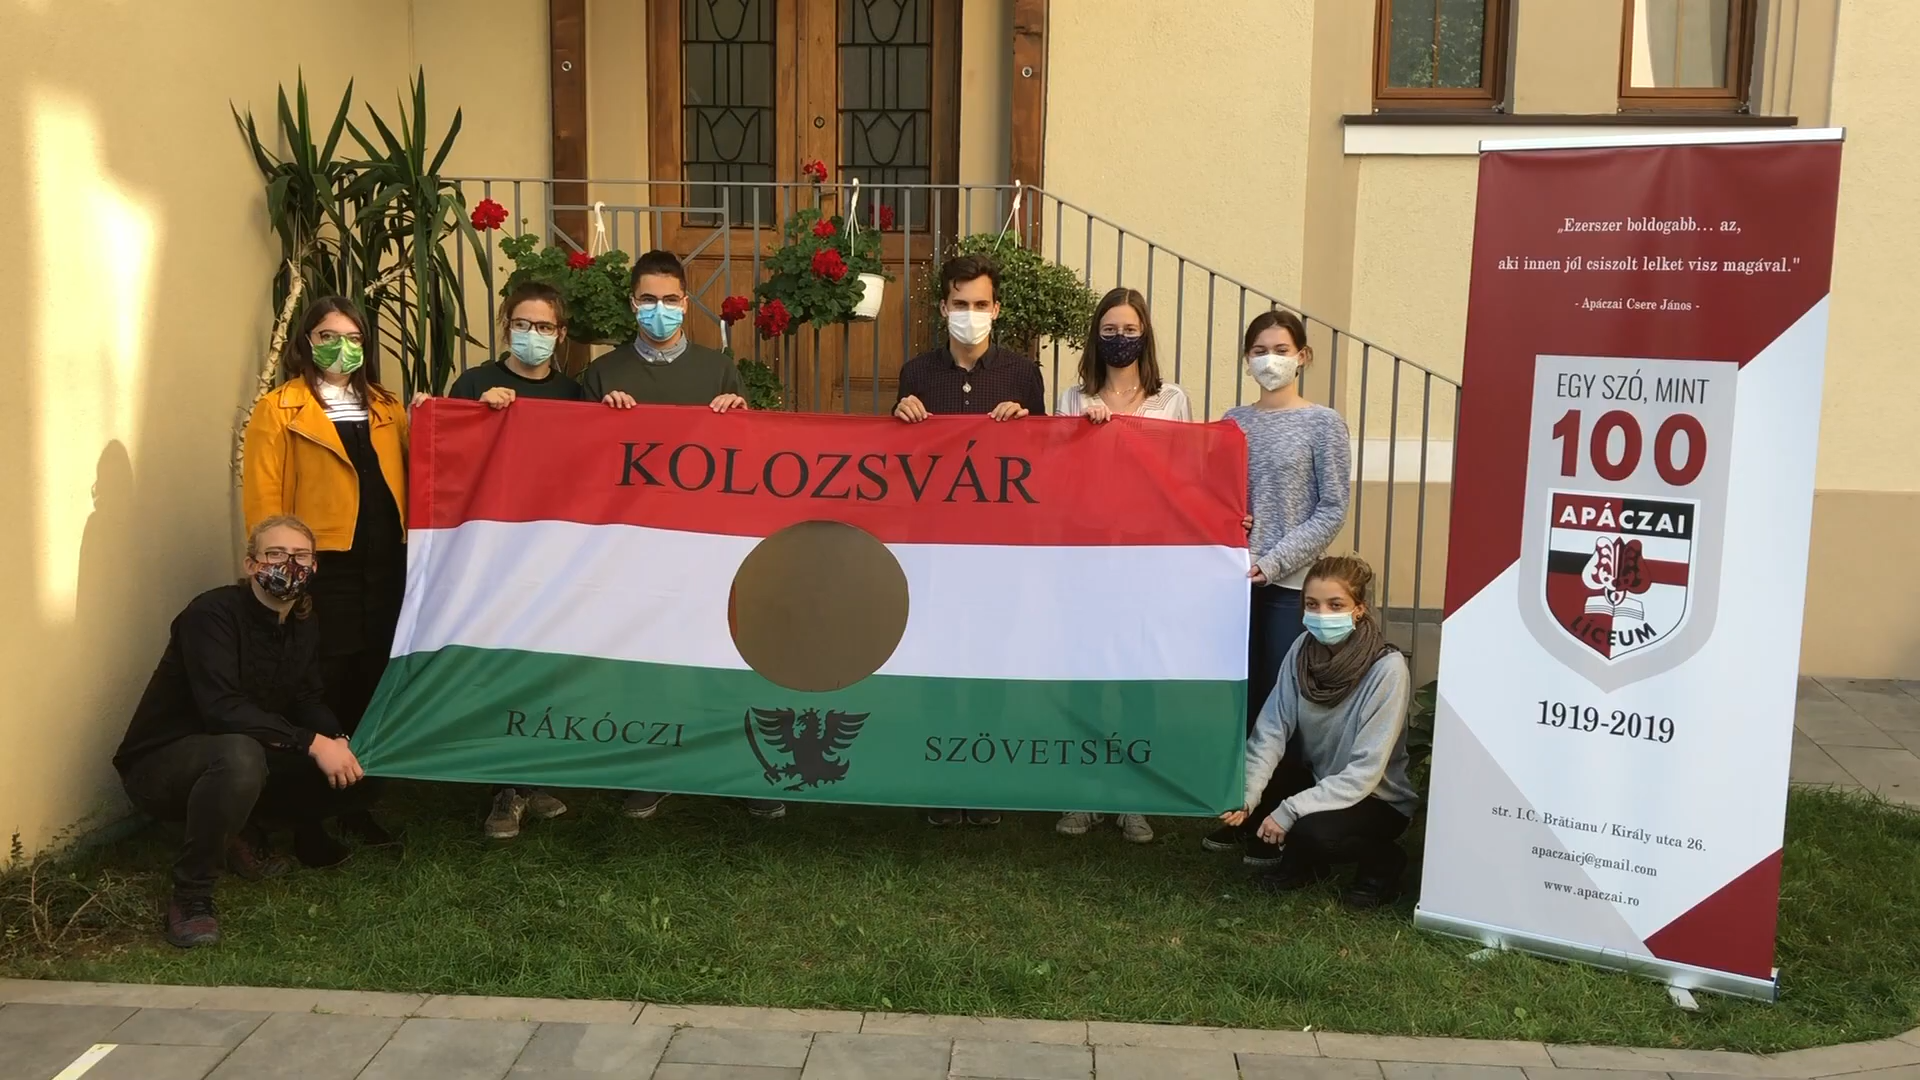 KOLOZSVÁR
RÁKÓCZI
SZÖVETSÉG
„Ezerszer boldogabb... az,
aki innen jól csiszolt lelket visz magával."
- Apáczai Csere János -
EGY SZÓ, MINT
100
APÁCZAI
LÍCEUM
1919-2019
str. I.C. Brătianu / Király utca 26.
apaczaicj@gmail.com
www.apaczai.ro